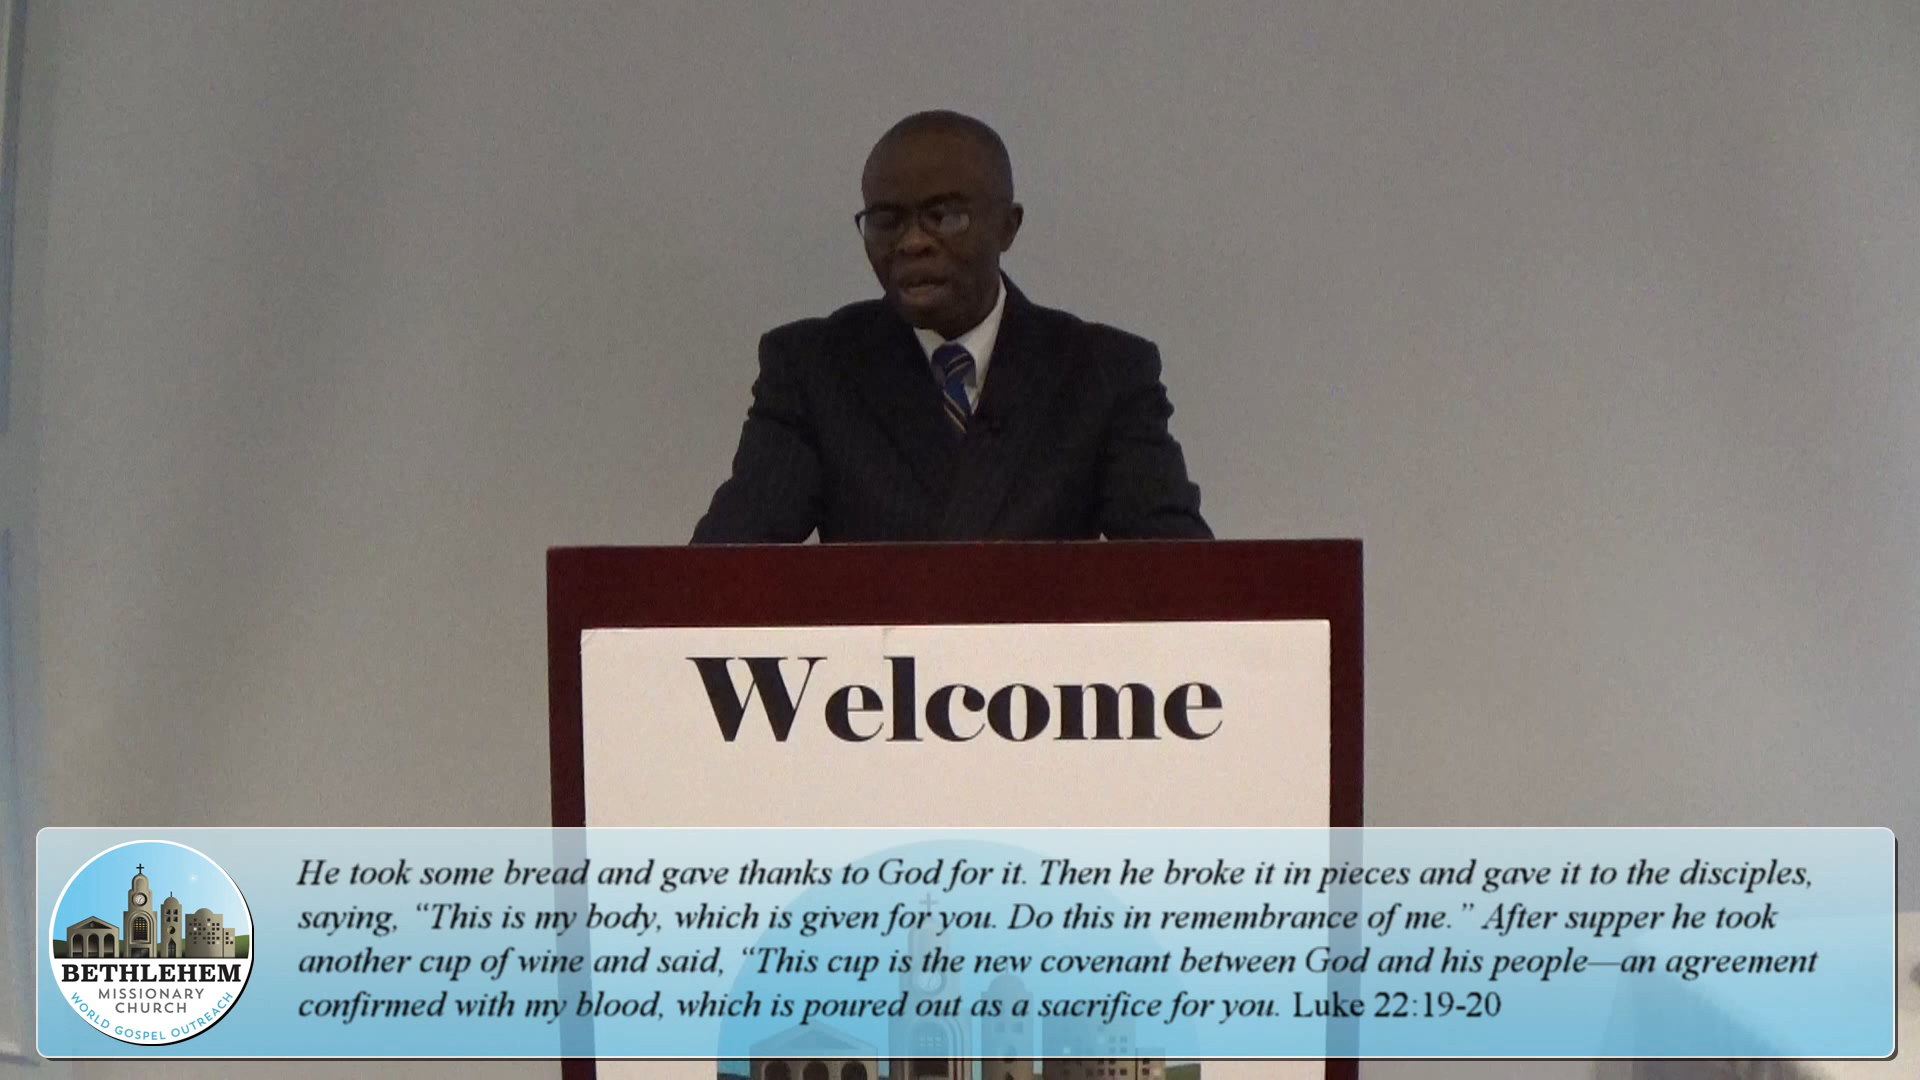 Welcome
He took some bread and gave thanks to God for it. Then he broke it in pieces and gave it to the disciples,
saying, “This is my body, which is given for you. Do this in remembrance of me.” After supper he took
another cup of wine and said, “This cup is the new covenant between God and his people—an agreement
confirmed with my blood, which is poured out as a sacrifice for you. Luke 22:19-20
BETHLEHEM
MISSIONARY
CHURCH
WORLD GOSPEL OUTREACH